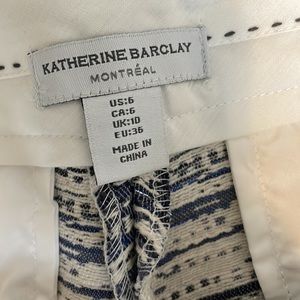 KATHERINE BARCLAY
MONTRÉAL
US:6
CA:6
UK:10
EU:36
MADE IN
CHINA